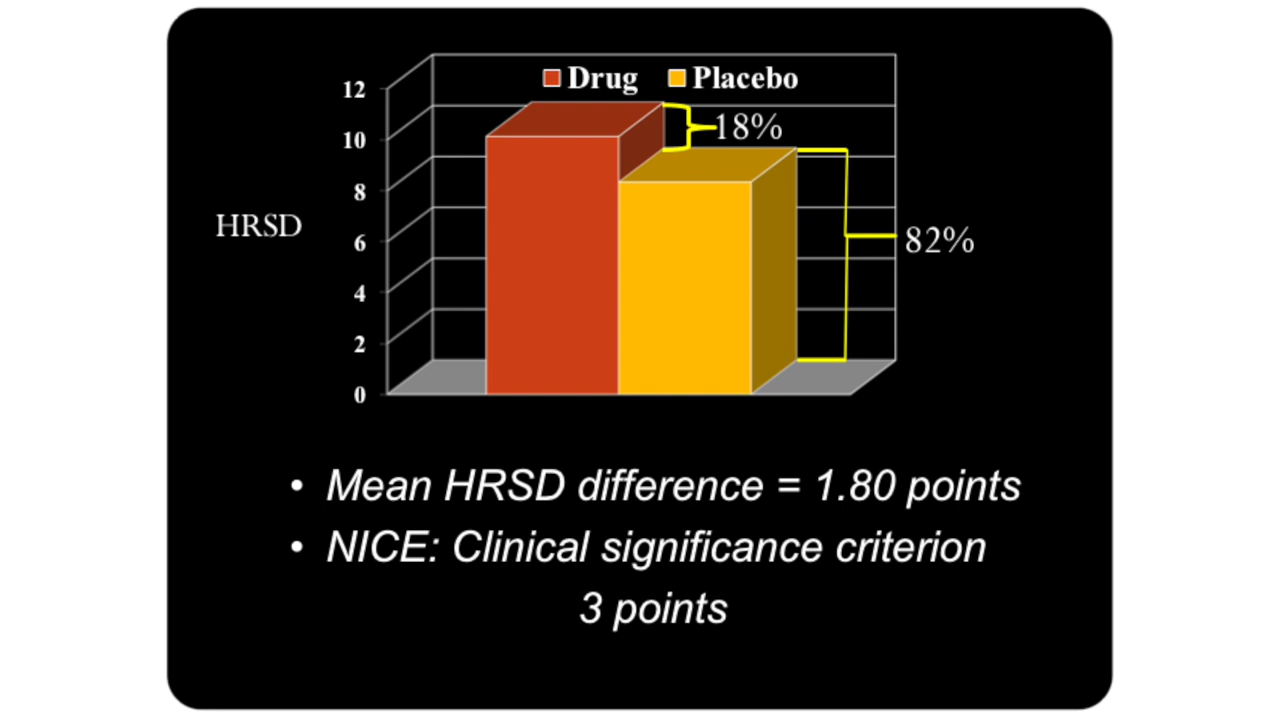 Drug Placebo
12
10
8
6
4
2
0
HRSD
18%
82%
• Mean HRSD difference = 1.80 points
• NICE: Clinical significance criterion
3 points